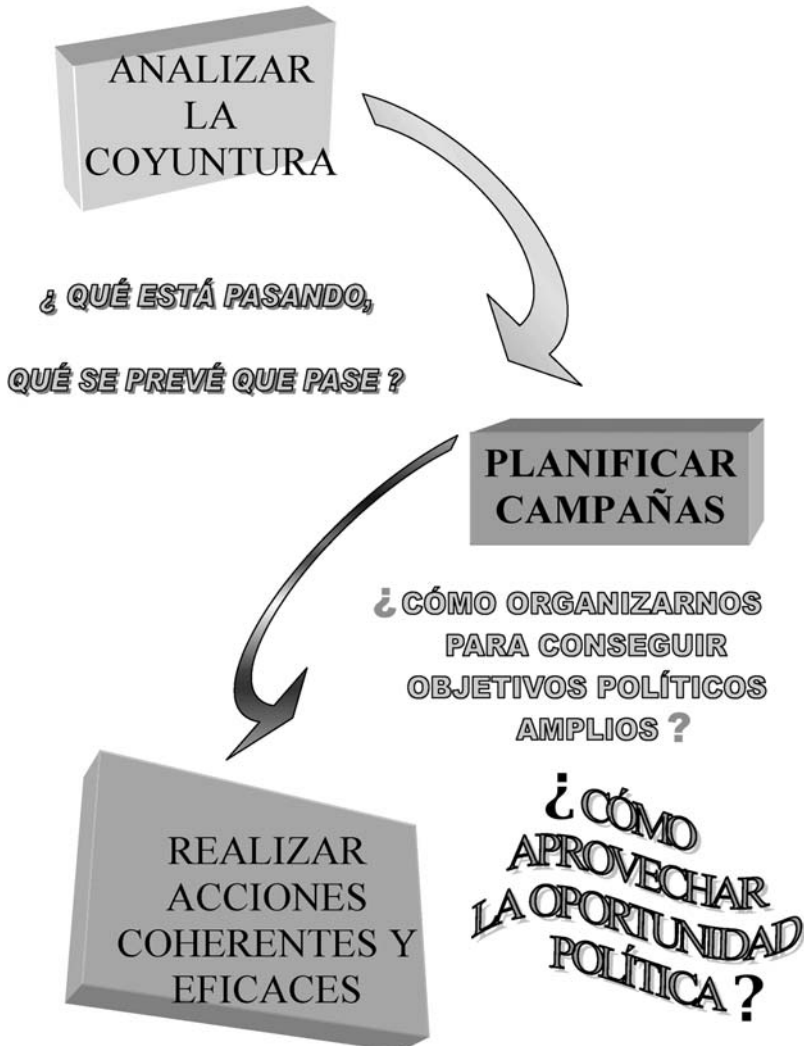 ANALIZAR
LA
COYUNTURA
¿ QUÉ ESTÁ PASANDO,
QUÉ SE PREVÉ QUE PASE ?
PLANIFICAR
CAMPAÑAS
¿ CÓMO ORGANIZARNOS
PARA CONSEGUIR
OBJETIVOS POLÍTICOS
AMPLIOS ?
REALIZAR
ACCIONES
COHERENTES Y
EFICACES
¿ CÓMO
APROVECHAR
LA OPORTUNIDAD
POLÍTICA ?